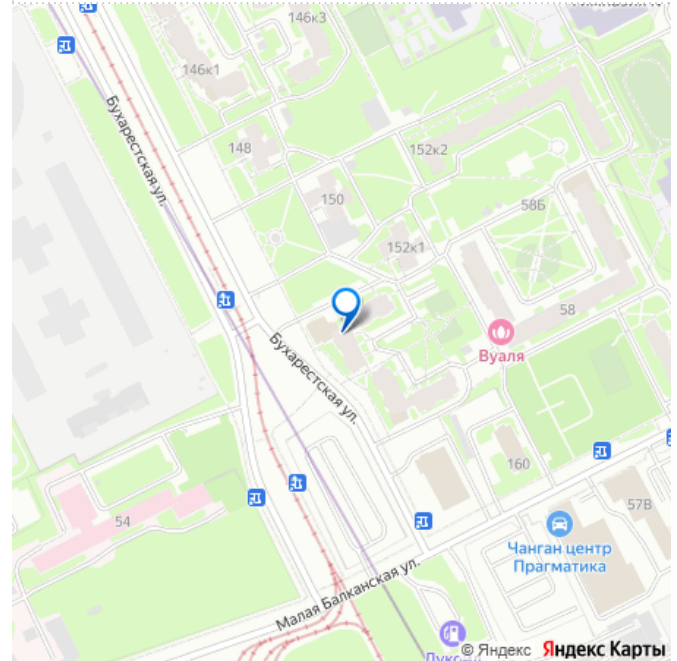 146к3
146к1
Бухарестская ул.
148
152к2
150
58Б
152к1
58
Вуаля
Бухарестская ул.
160
54
57В
Чанган центр
Прагматика
Малая Балканская ул.
© Яндекс Яндекс Карты